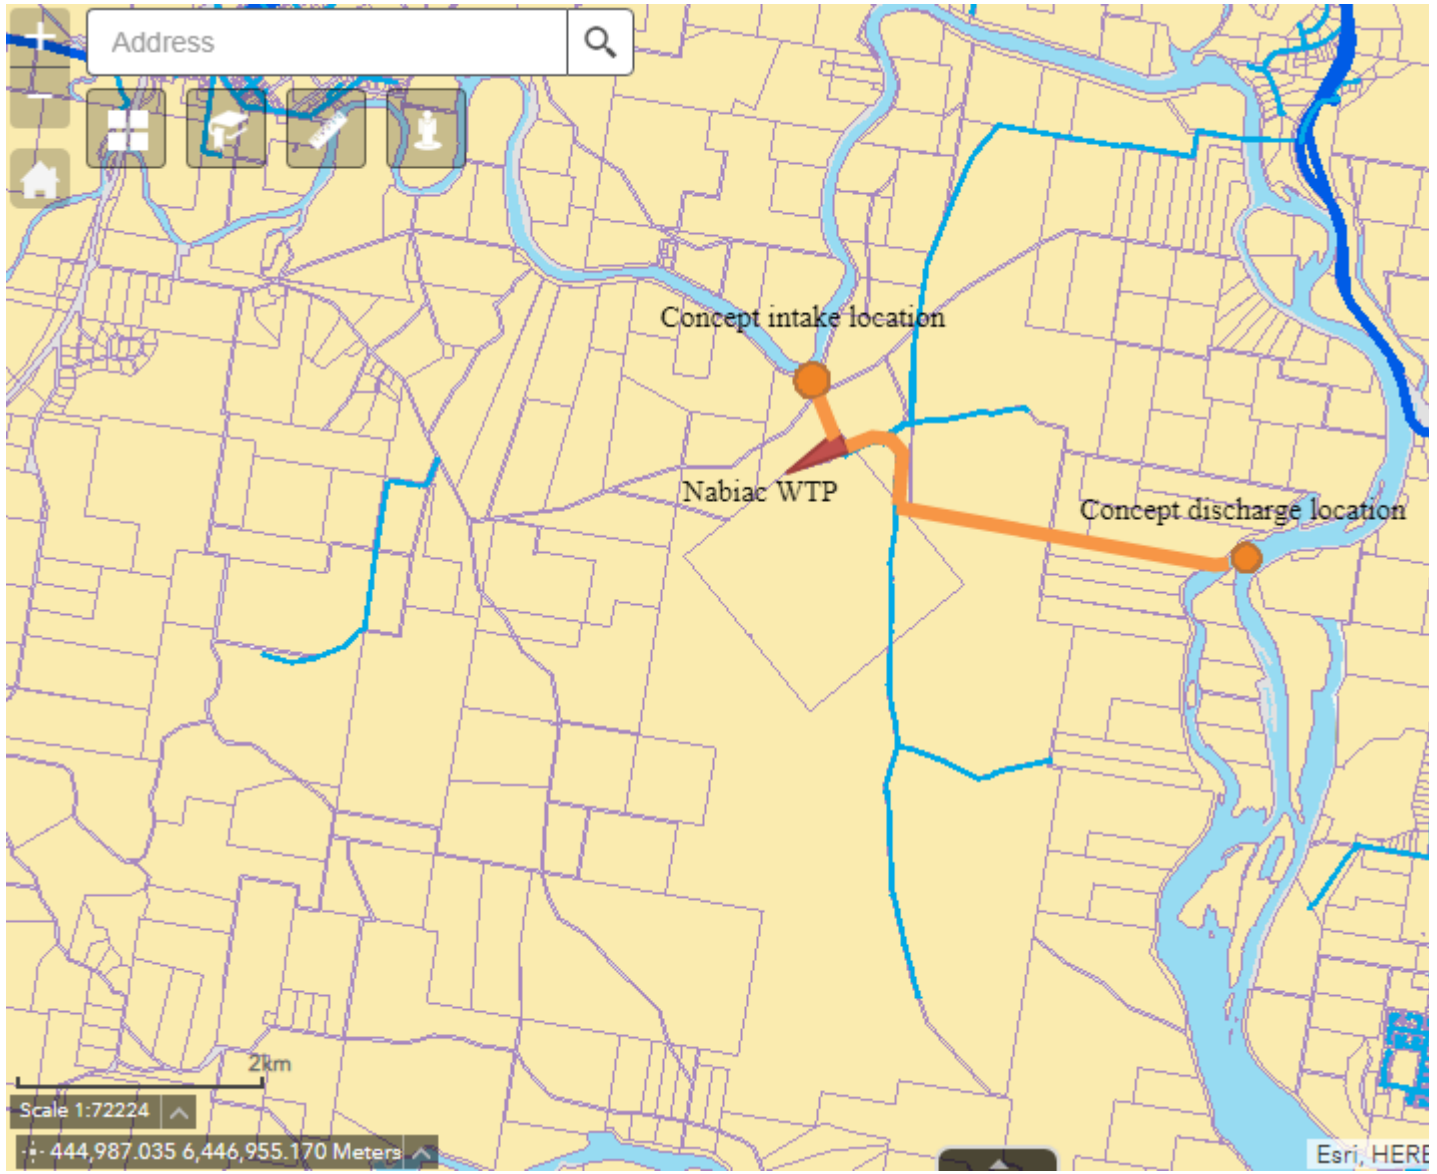 Address
Concept intake location
Nabiac WTP
Concept discharge location
2km
Scale 1:72224
444,987.035 6,446,955.170 Meters
Esri, HERE